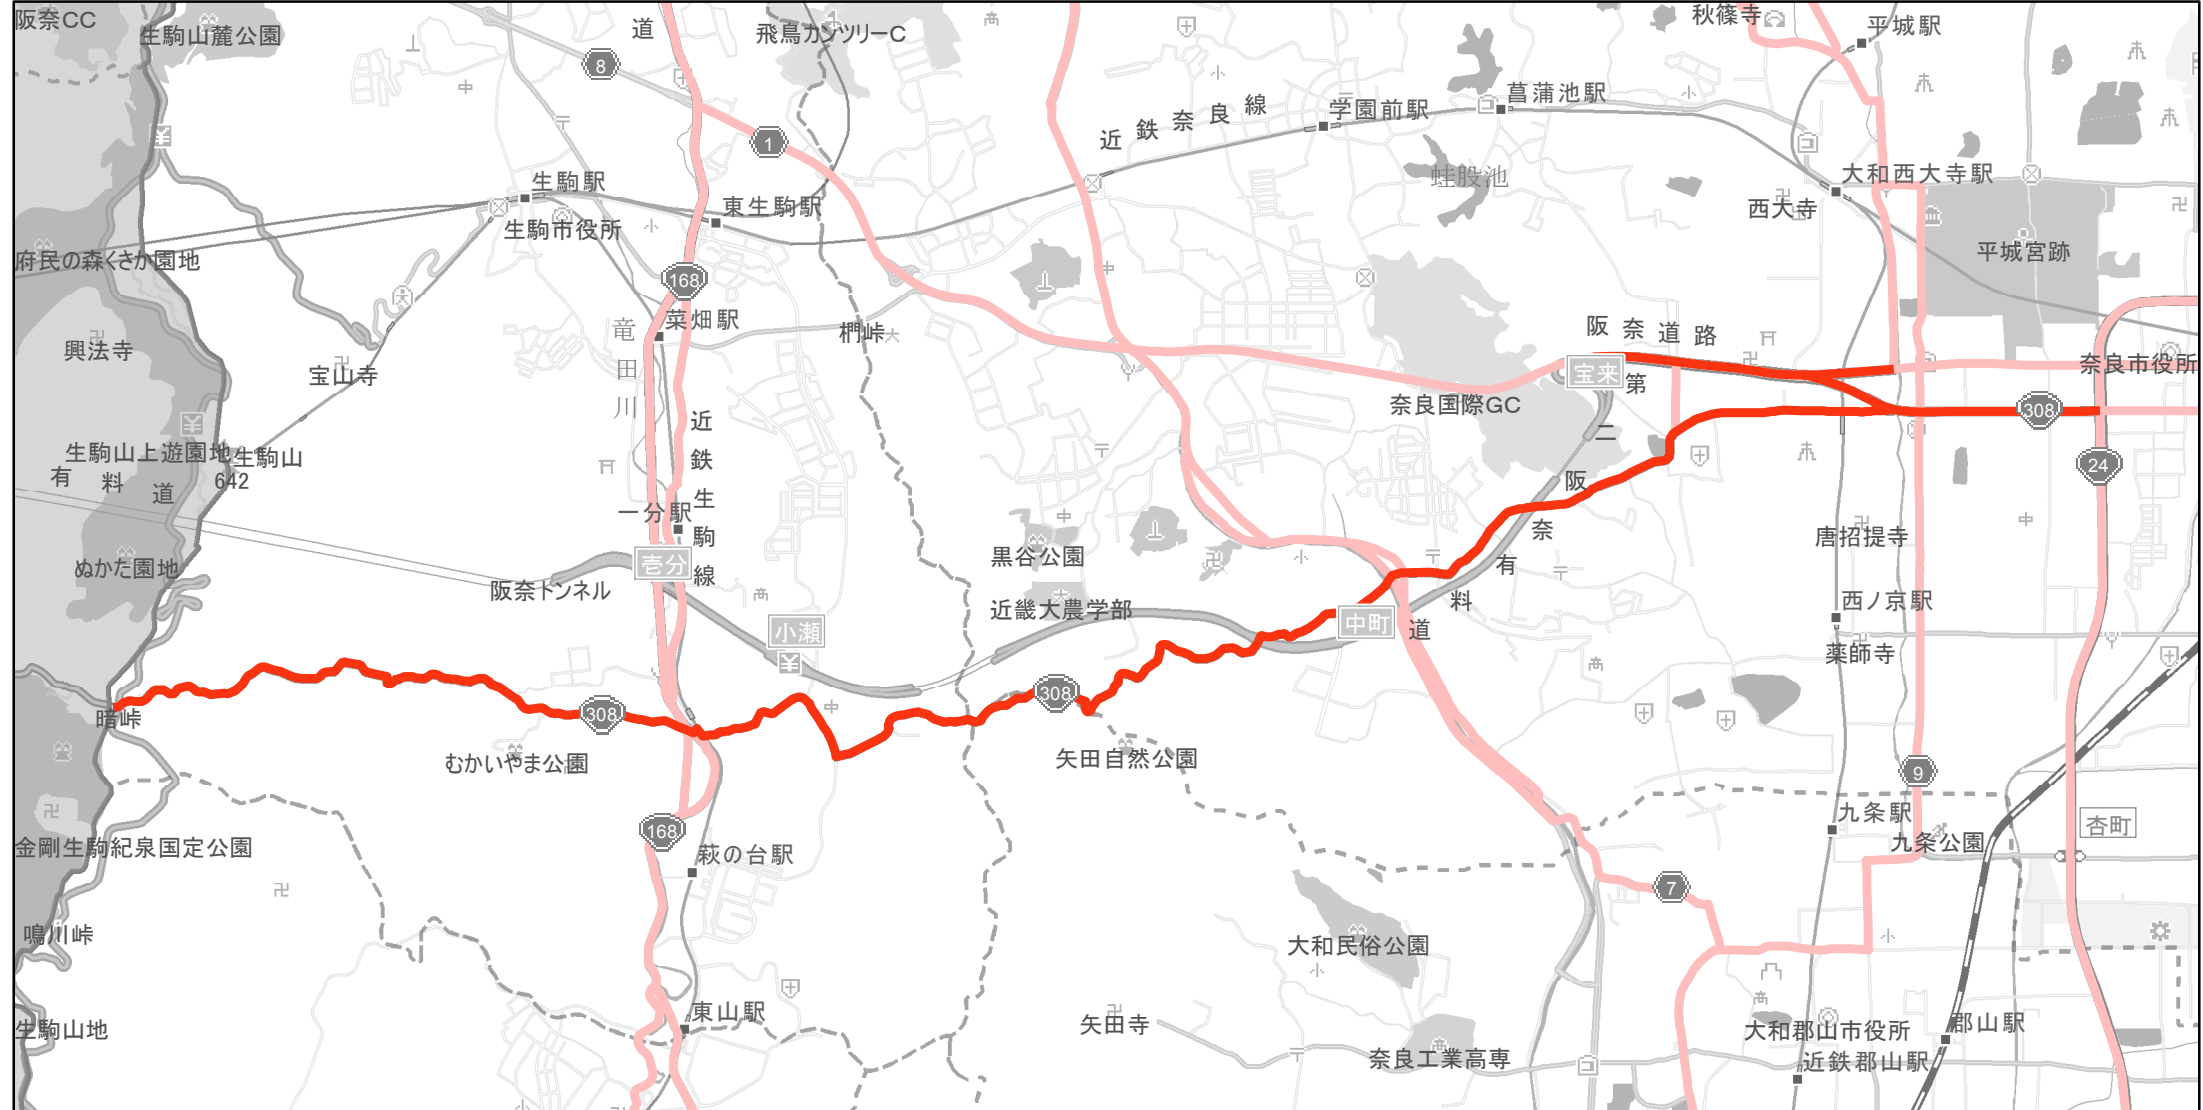 阪奈CC
生駒山麓公園
道
飛鳥カンツリーC
秋篠寺
平城駅
8
1
近鉄奈良線
学園前駅
菖蒲池駅
蛙股池
大和西大寺駅
西大寺
平城宮跡
生駒駅
東生駒駅
生駒市役所
府民の森くさか園地
168
菜畑駅
椚峠
竜田川
興法寺
宝山寺
阪奈道路
宝来
奈良市役所
奈良国際GC
308
24
第二阪奈有料道
近鉄生駒線
生駒山上遊園地
生駒山
642
有料道
一分駅
壱分
唐招提寺
黒谷公園
ぬかた園地
阪奈トンネル
近畿大農学部
小瀬
中町
西ノ京駅
薬師寺
暗峠
308
308
むかいやま公園
矢田自然公園
9
168
九条駅
九条公園
杏町
金剛生駒紀泉国定公園
萩の台駅
7
鳴川峠
大和民俗公園
生駒山地
東山駅
矢田寺
奈良工業高専
大和郡山市役所
郡山駅
近鉄郡山駅